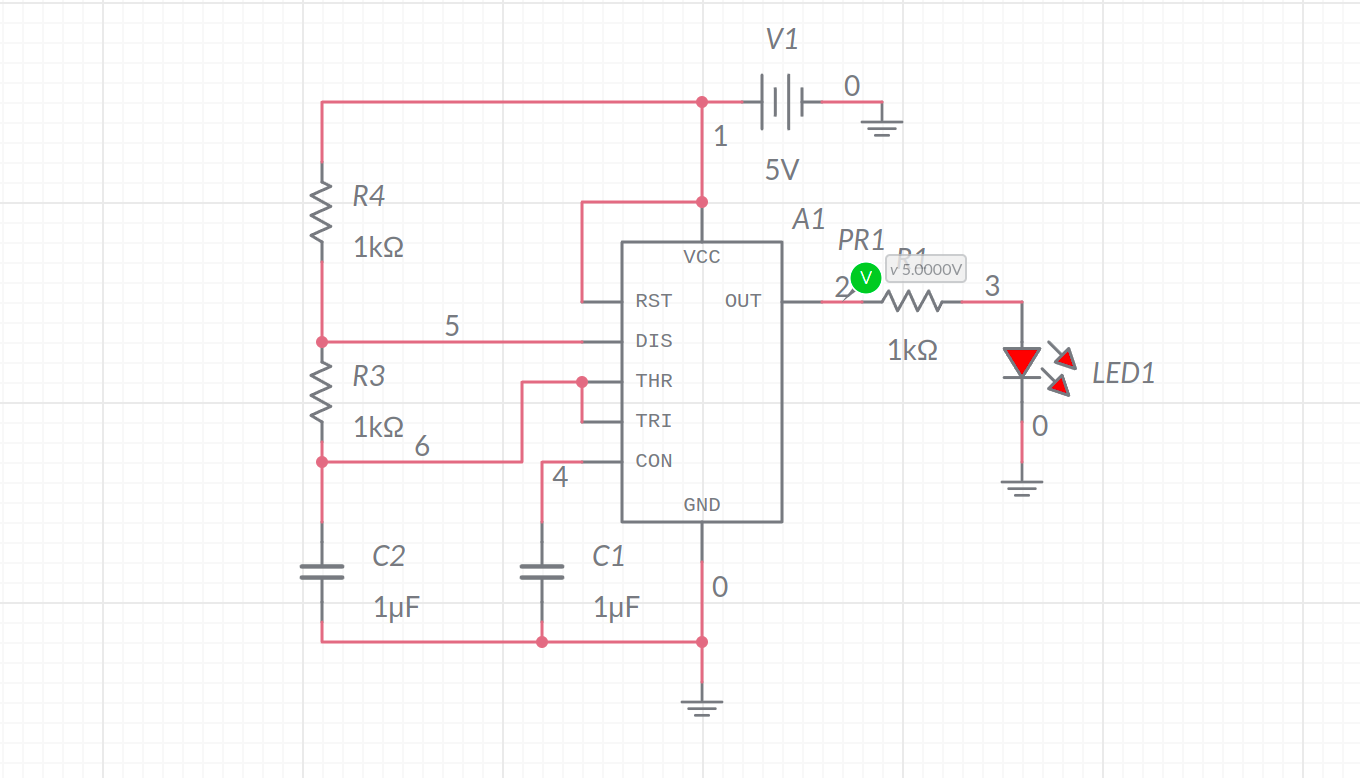 V1
0
1
5V
A1
PR1
R4
1kΩ
VCC
V
v 5.0000V
2
3
RST
OUT
5
DIS
1kΩ
R3
THR
LED1
1kΩ
TRI
6
0
CON
4
GND
C2
C1
0
1µF
1µF